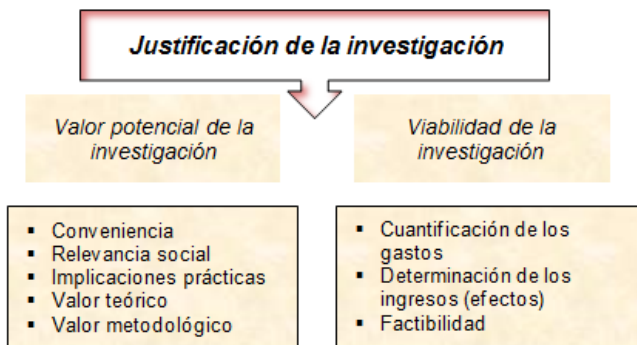 Justificación de la investigación
Valor potencial de la
investigación
Viabilidad de la
investigación
▪ Conveniencia
▪ Relevancia social
▪ Implicaciones prácticas
▪ Valor teórico
▪ Valor metodológico
▪ Cuantificación de los
gastos
▪ Determinación de los
ingresos (efectos)
▪ Factibilidad